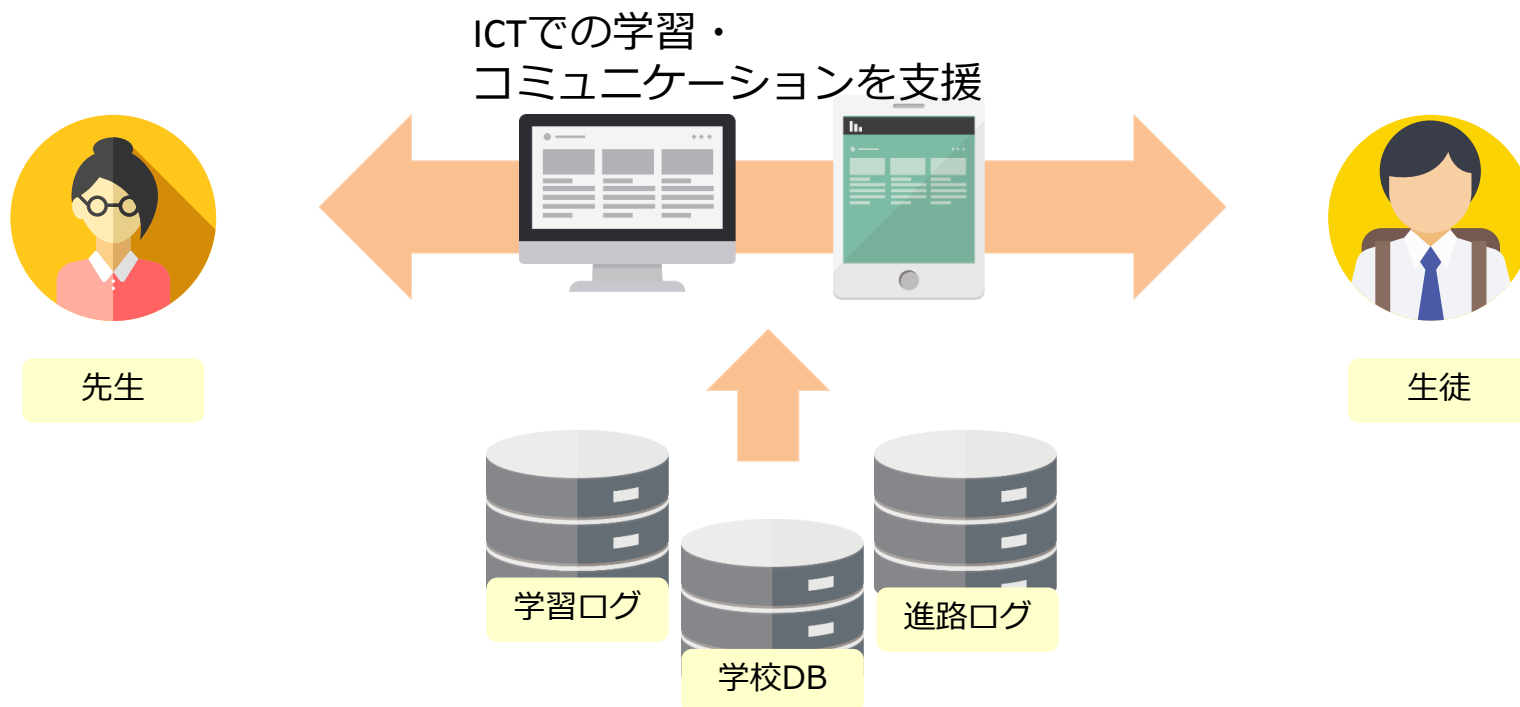 ICTでの学習・
コミュニケーションを支援
先生
生徒
学習ログ
進路ログ
学校DB